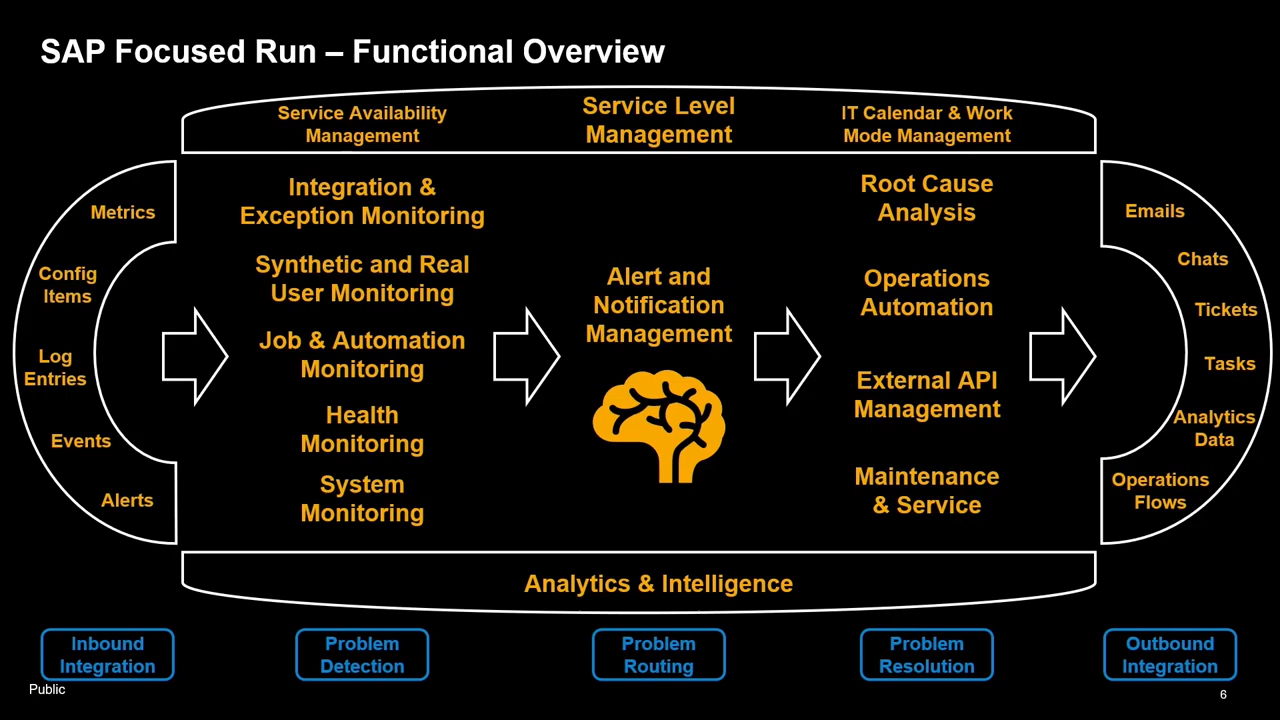 SAP Focused Run – Functional Overview
Service Availability
Management
Service Level
Management
IT Calendar & Work
Mode Management
Metrics
Config
Items
Log
Entries
Events
Alerts
Integration &
Exception Monitoring
Synthetic and Real
User Monitoring
Job & Automation
Monitoring
Health
Monitoring
System
Monitoring
Alert and
Notification
Management
Root Cause
Analysis
Operations
Automation
External API
Management
Maintenance
& Service
Emails
Chats
Tickets
Tasks
Analytics
Data
Operations
Flows
Analytics & Intelligence
Inbound
Integration
Problem
Detection
Problem
Routing
Problem
Resolution
Outbound
Integration
Public
6